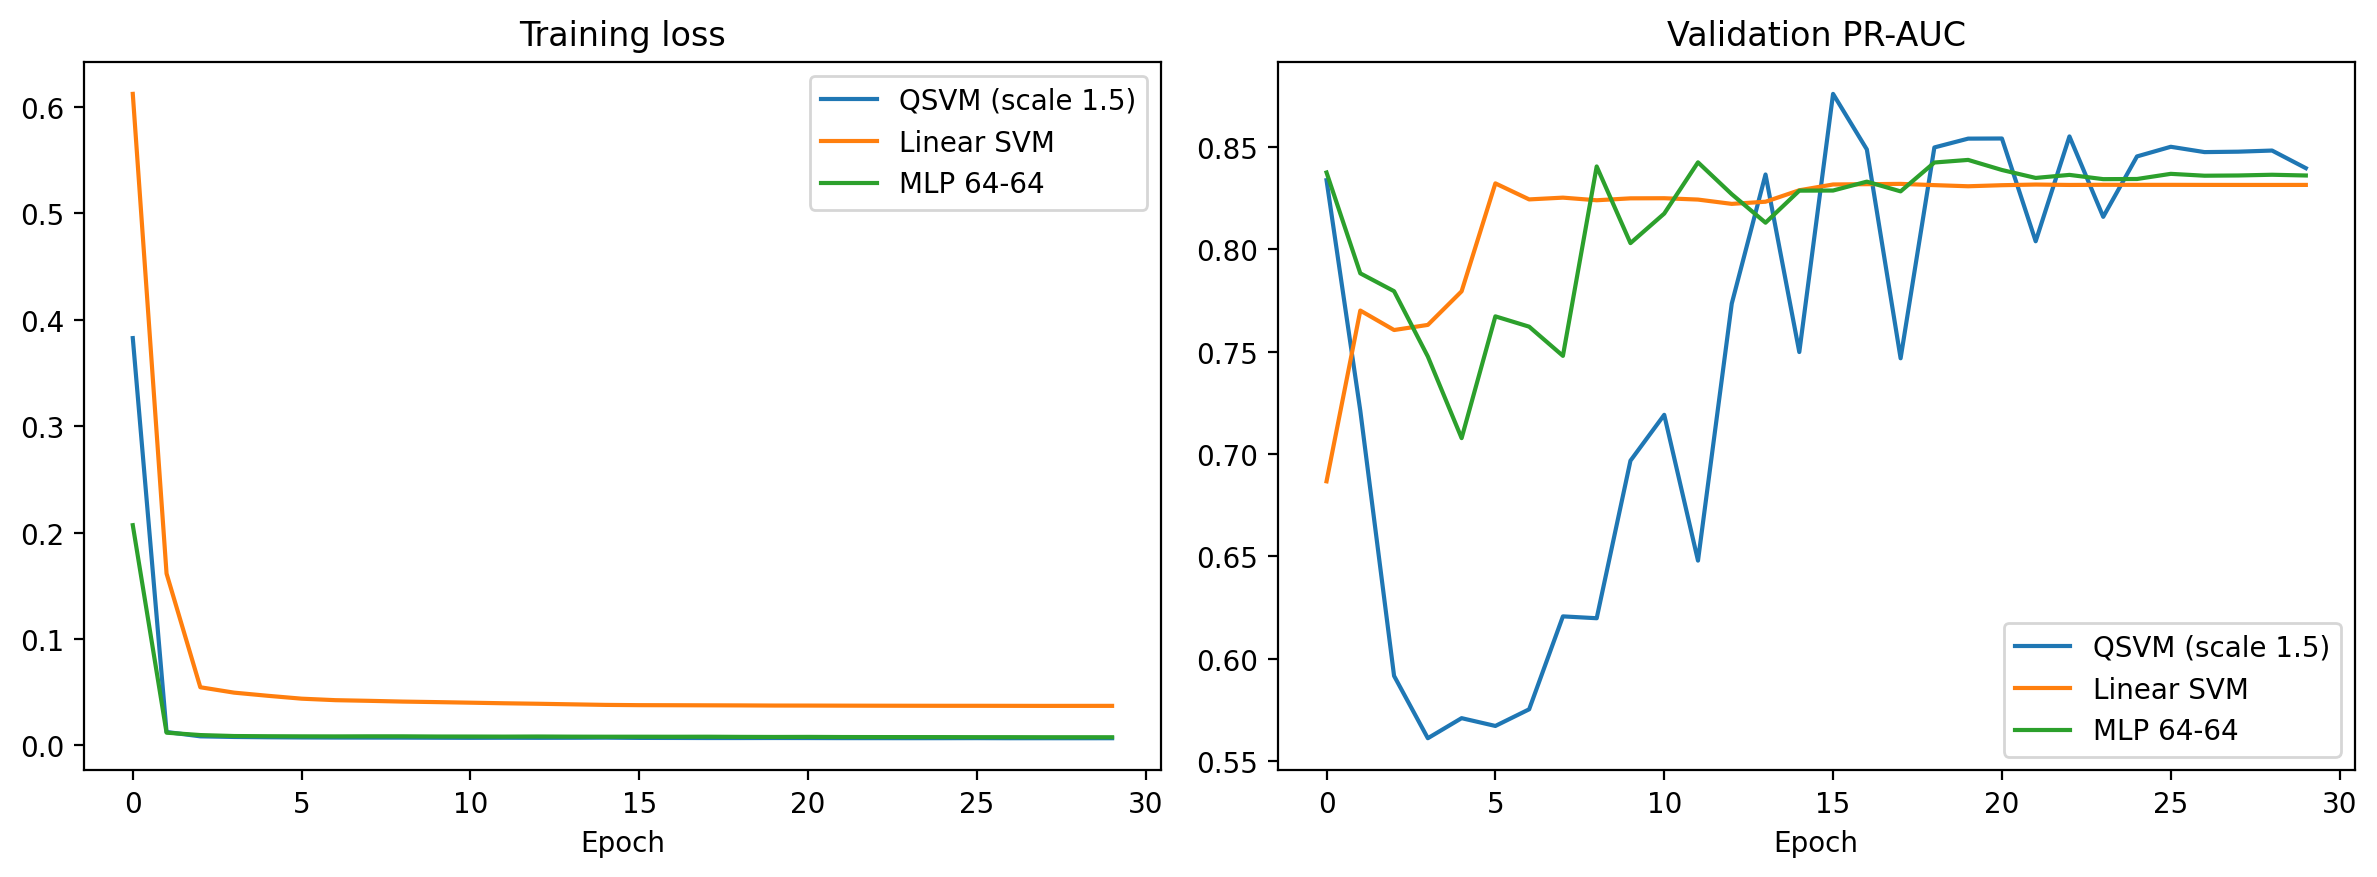 Training loss
0.6
0.5
0.4
0.3
0.2
0.1
0.0
QSVM (scale 1.5)
Linear SVM
MLP 64-64
0 5 10 15 20 25 30
Epoch
Validation PR-AUC
0.85
0.80
0.75
0.70
0.65
0.60
0.55
QSVM (scale 1.5)
Linear SVM
MLP 64-64
0 5 10 15 20 25 30
Epoch